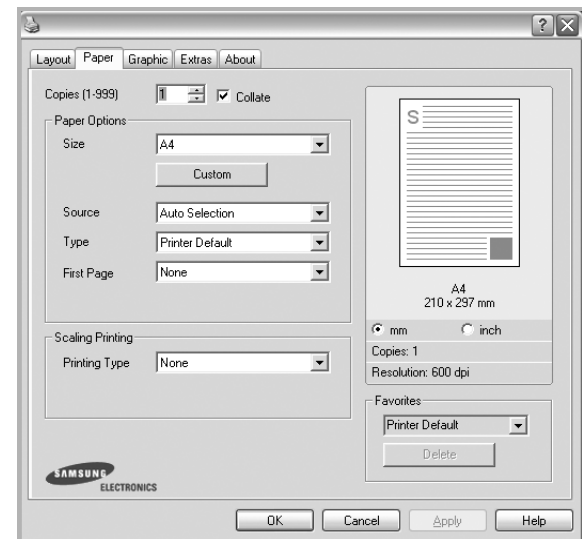 ?
Layout Paper Graphic Extras About
Copies (1-999) 1 Collate
Paper Options
Size A4
Custom
Source Auto Selection
Type Printer Default
First Page None
Scaling Printing
Printing Type None
SAMSUNG
ELECTRONICS
S
A4
210 x 297 mm
mm inch
Copies: 1
Resolution: 600 dpi
Favorites
Printer Default
Delete
OK Cancel Apply Help